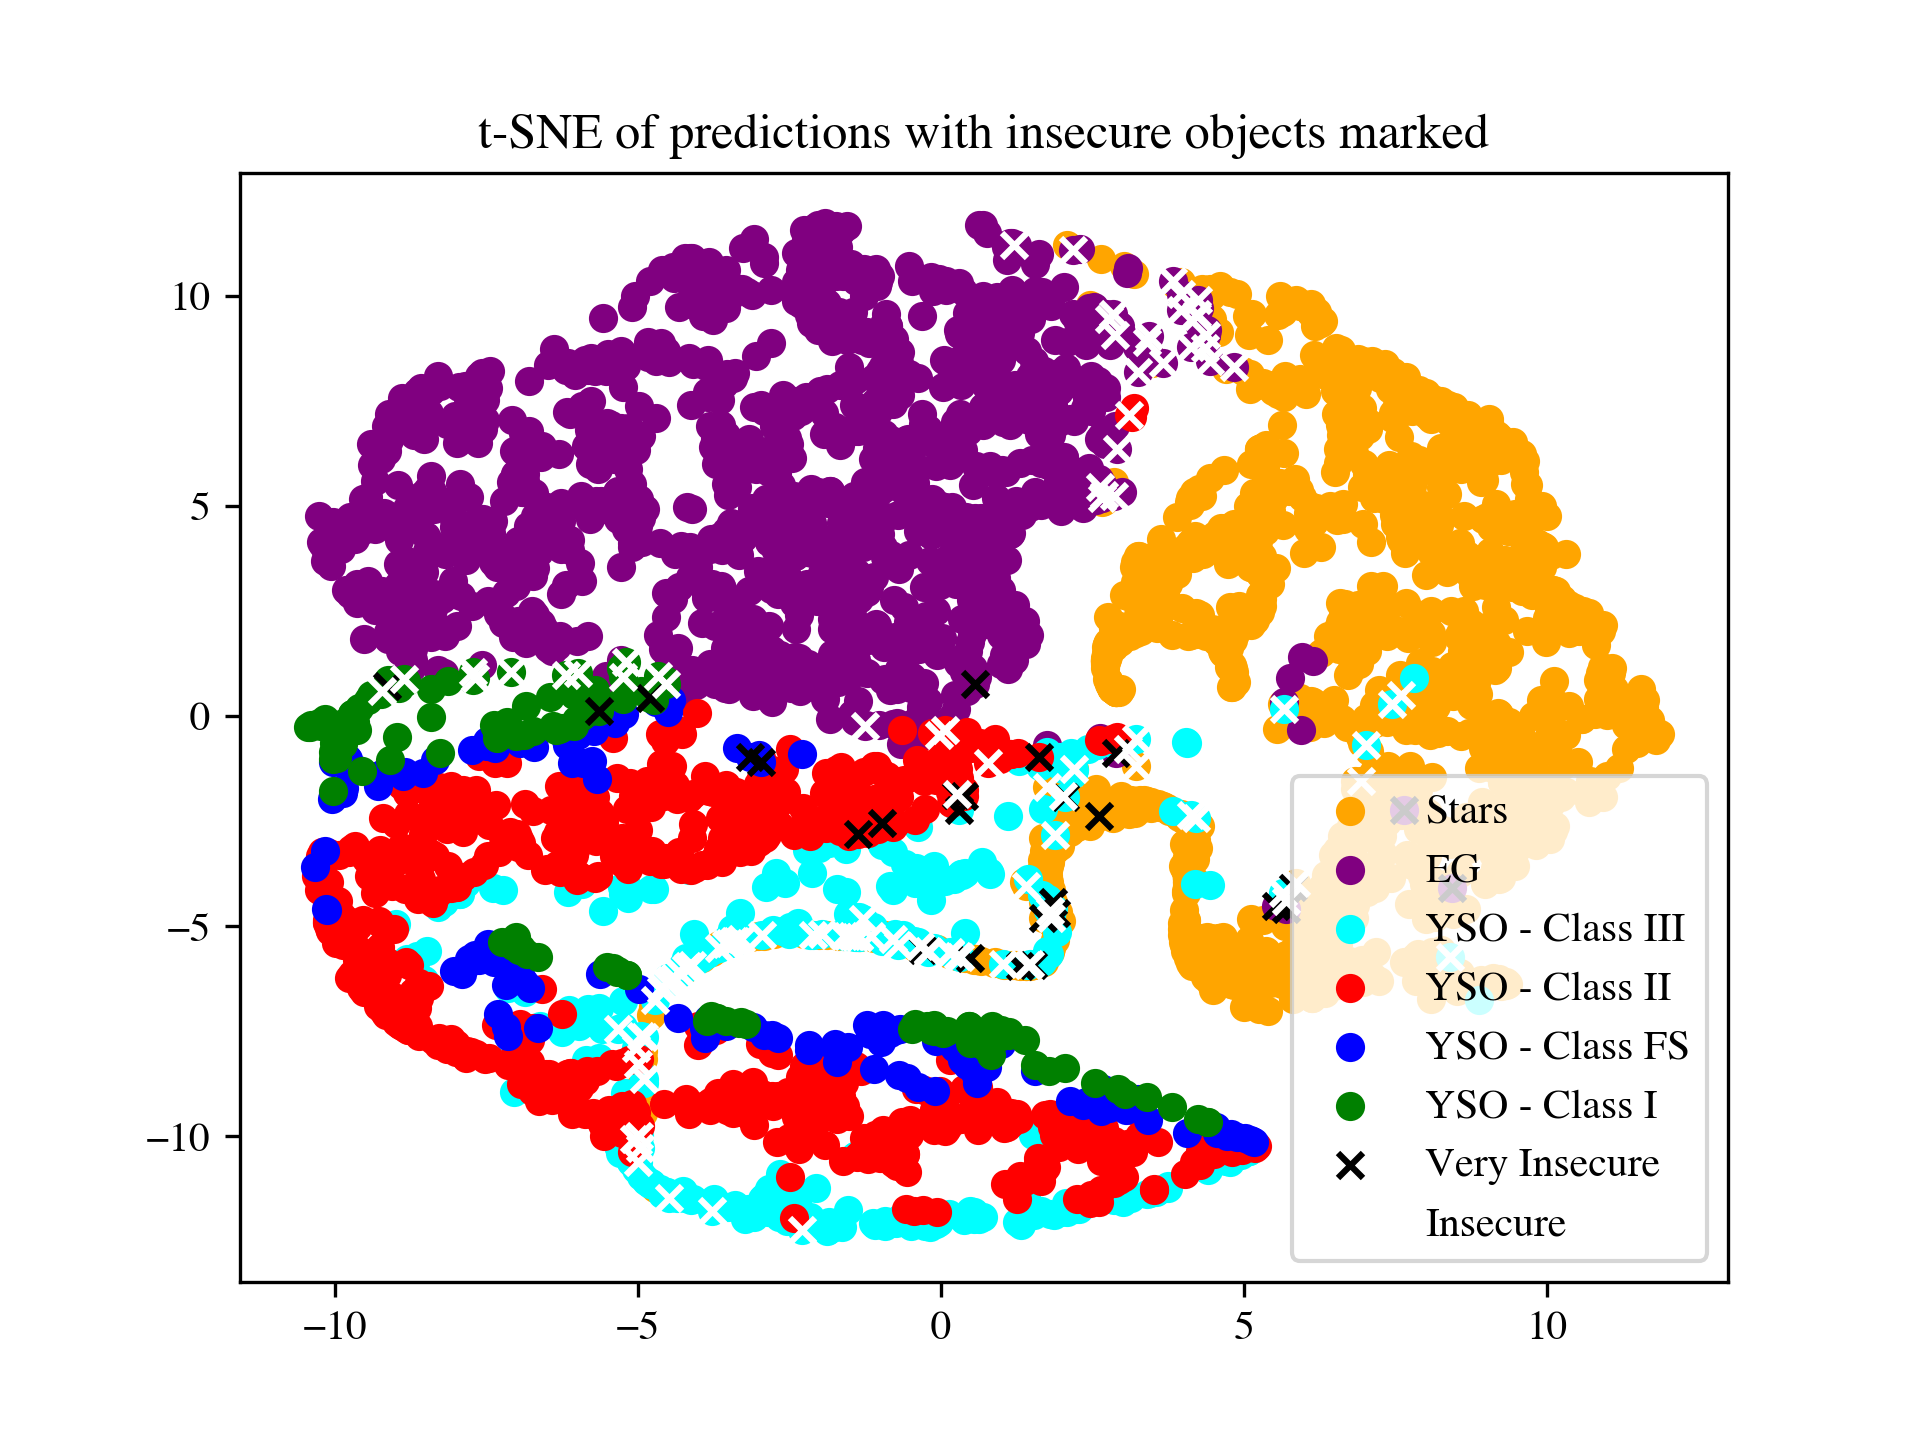 t-SNE of predictions with insecure objects marked
10
5
0
−5
−10
−10
−5
0
5
10
Stars
EG
YSO - Class III
YSO - Class II
YSO - Class FS
YSO - Class I
Very Insecure
Insecure